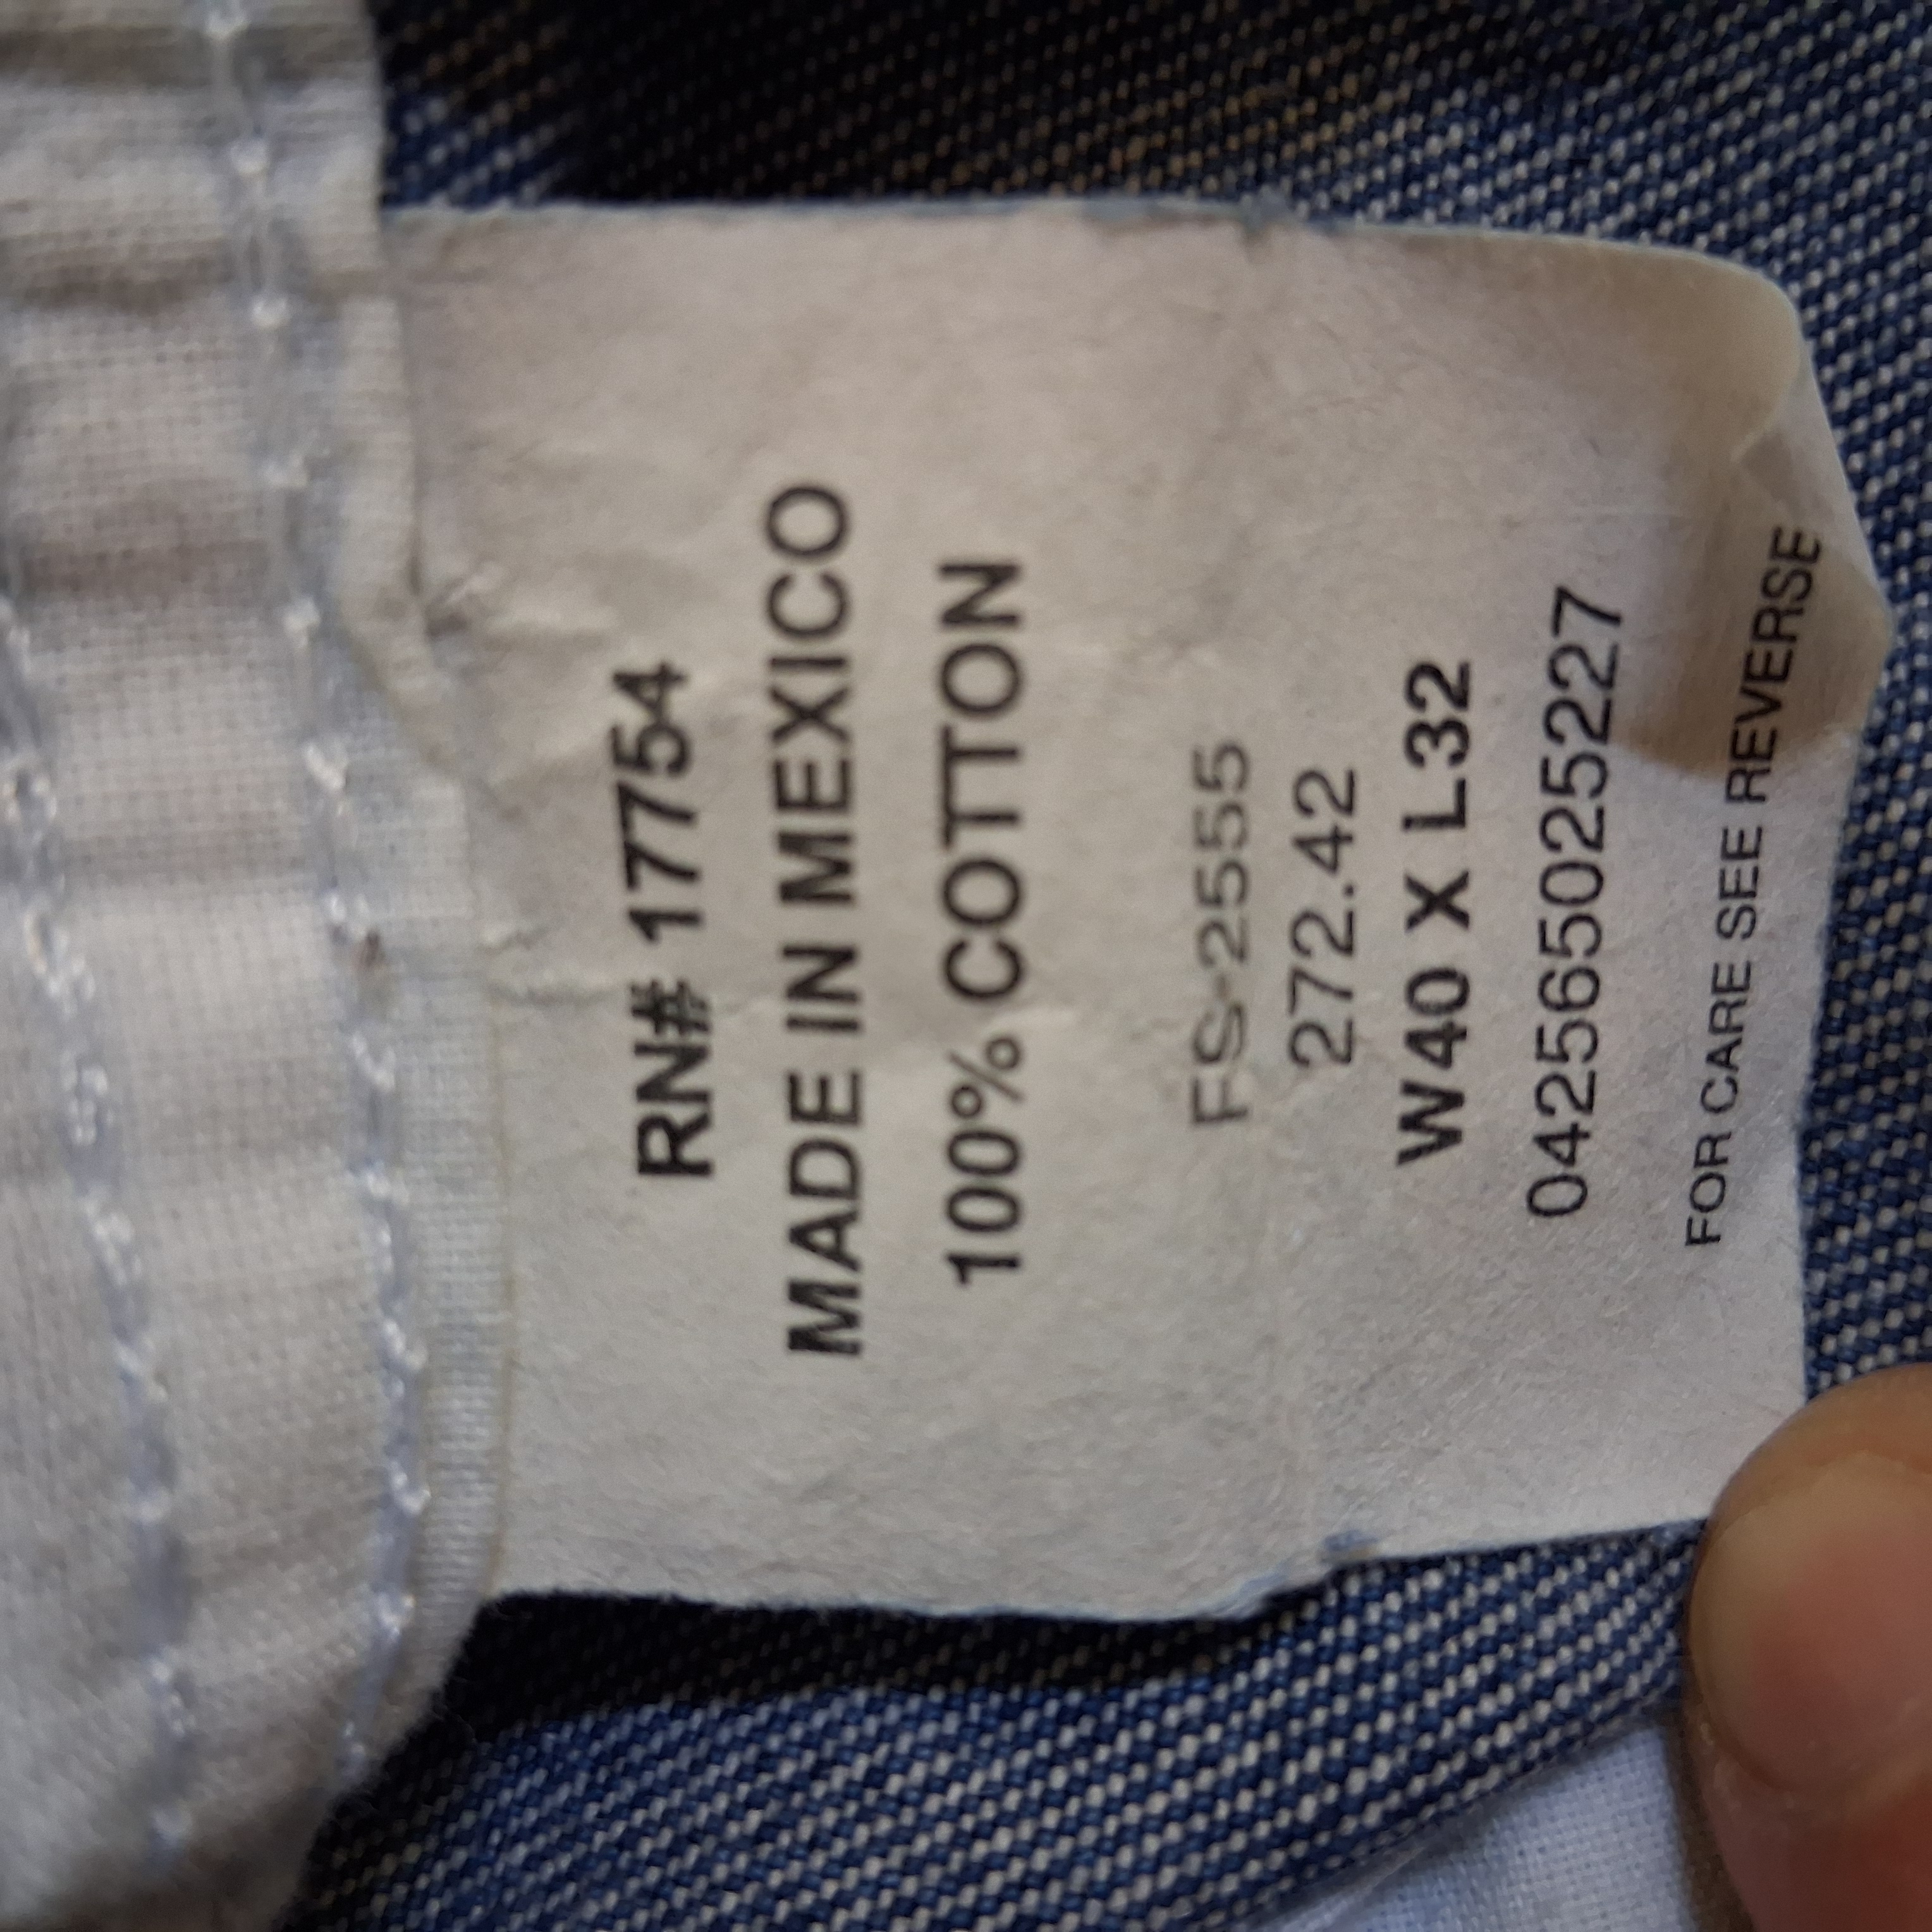 RN# 17754
MADE IN MEXICO
100% COTTON
FS-2555
272.42
W40 X L32
042565025227
FOR CARE SEE REVERSE